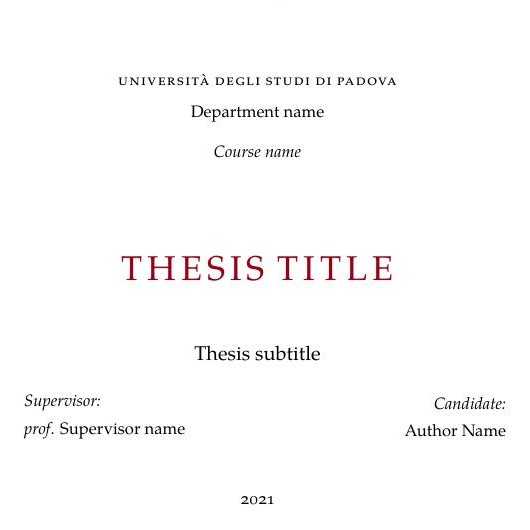 UNIVERSITÀ DEGLI STUDI DI PADOVA
Department name
Course name
THESIS TITLE
Thesis subtitle
Supervisor:
prof. Supervisor name
Candidate:
Author Name
2021